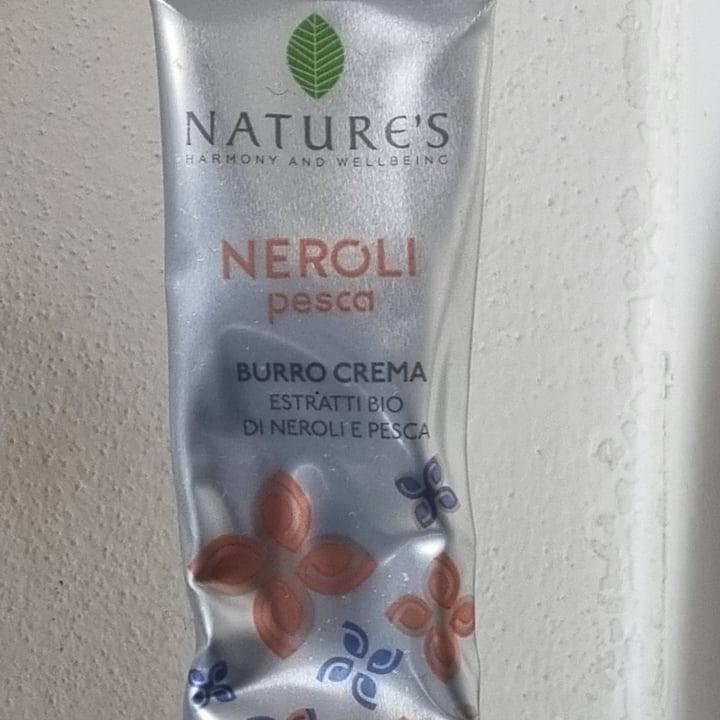 NATURE'S
HARMONY AND WELLBEING
NEROLI
pesca
BURRO CREMA
ESTRATTI BIO
DI NEROLI E PESCA